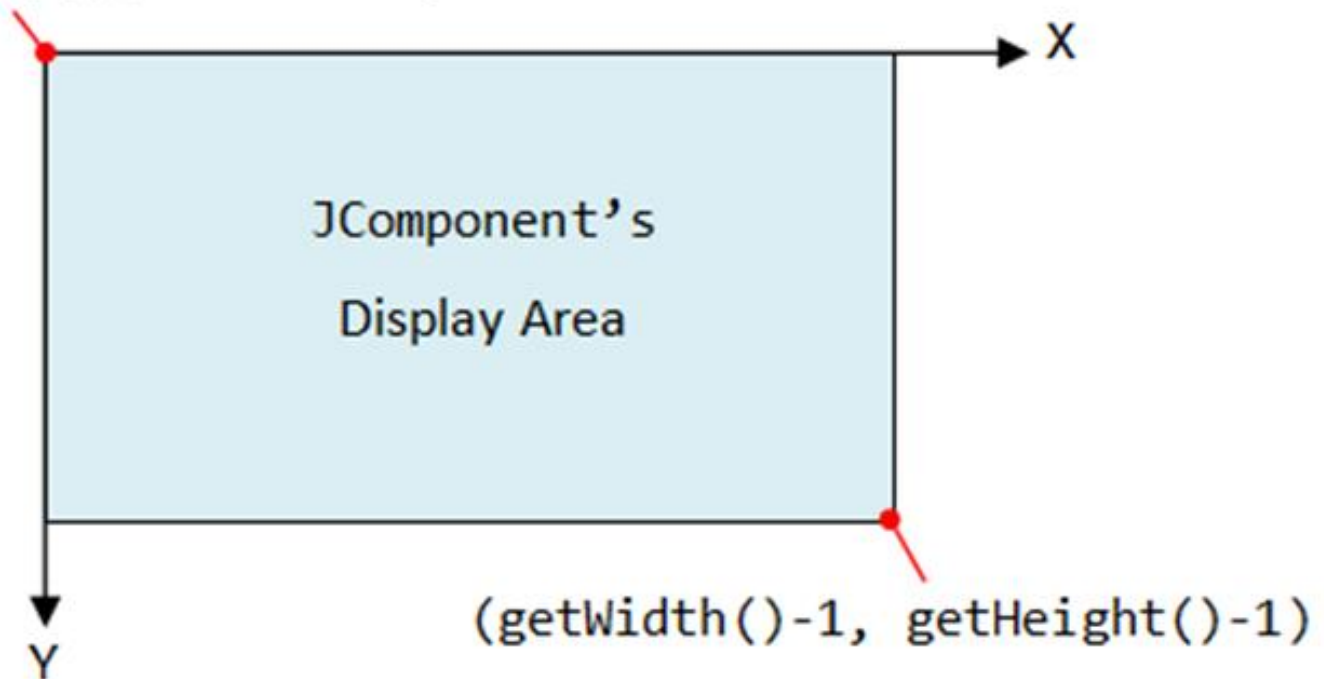 X
JComponent’s
Display Area
(getWidth()-1, getHeight()-1)
Y